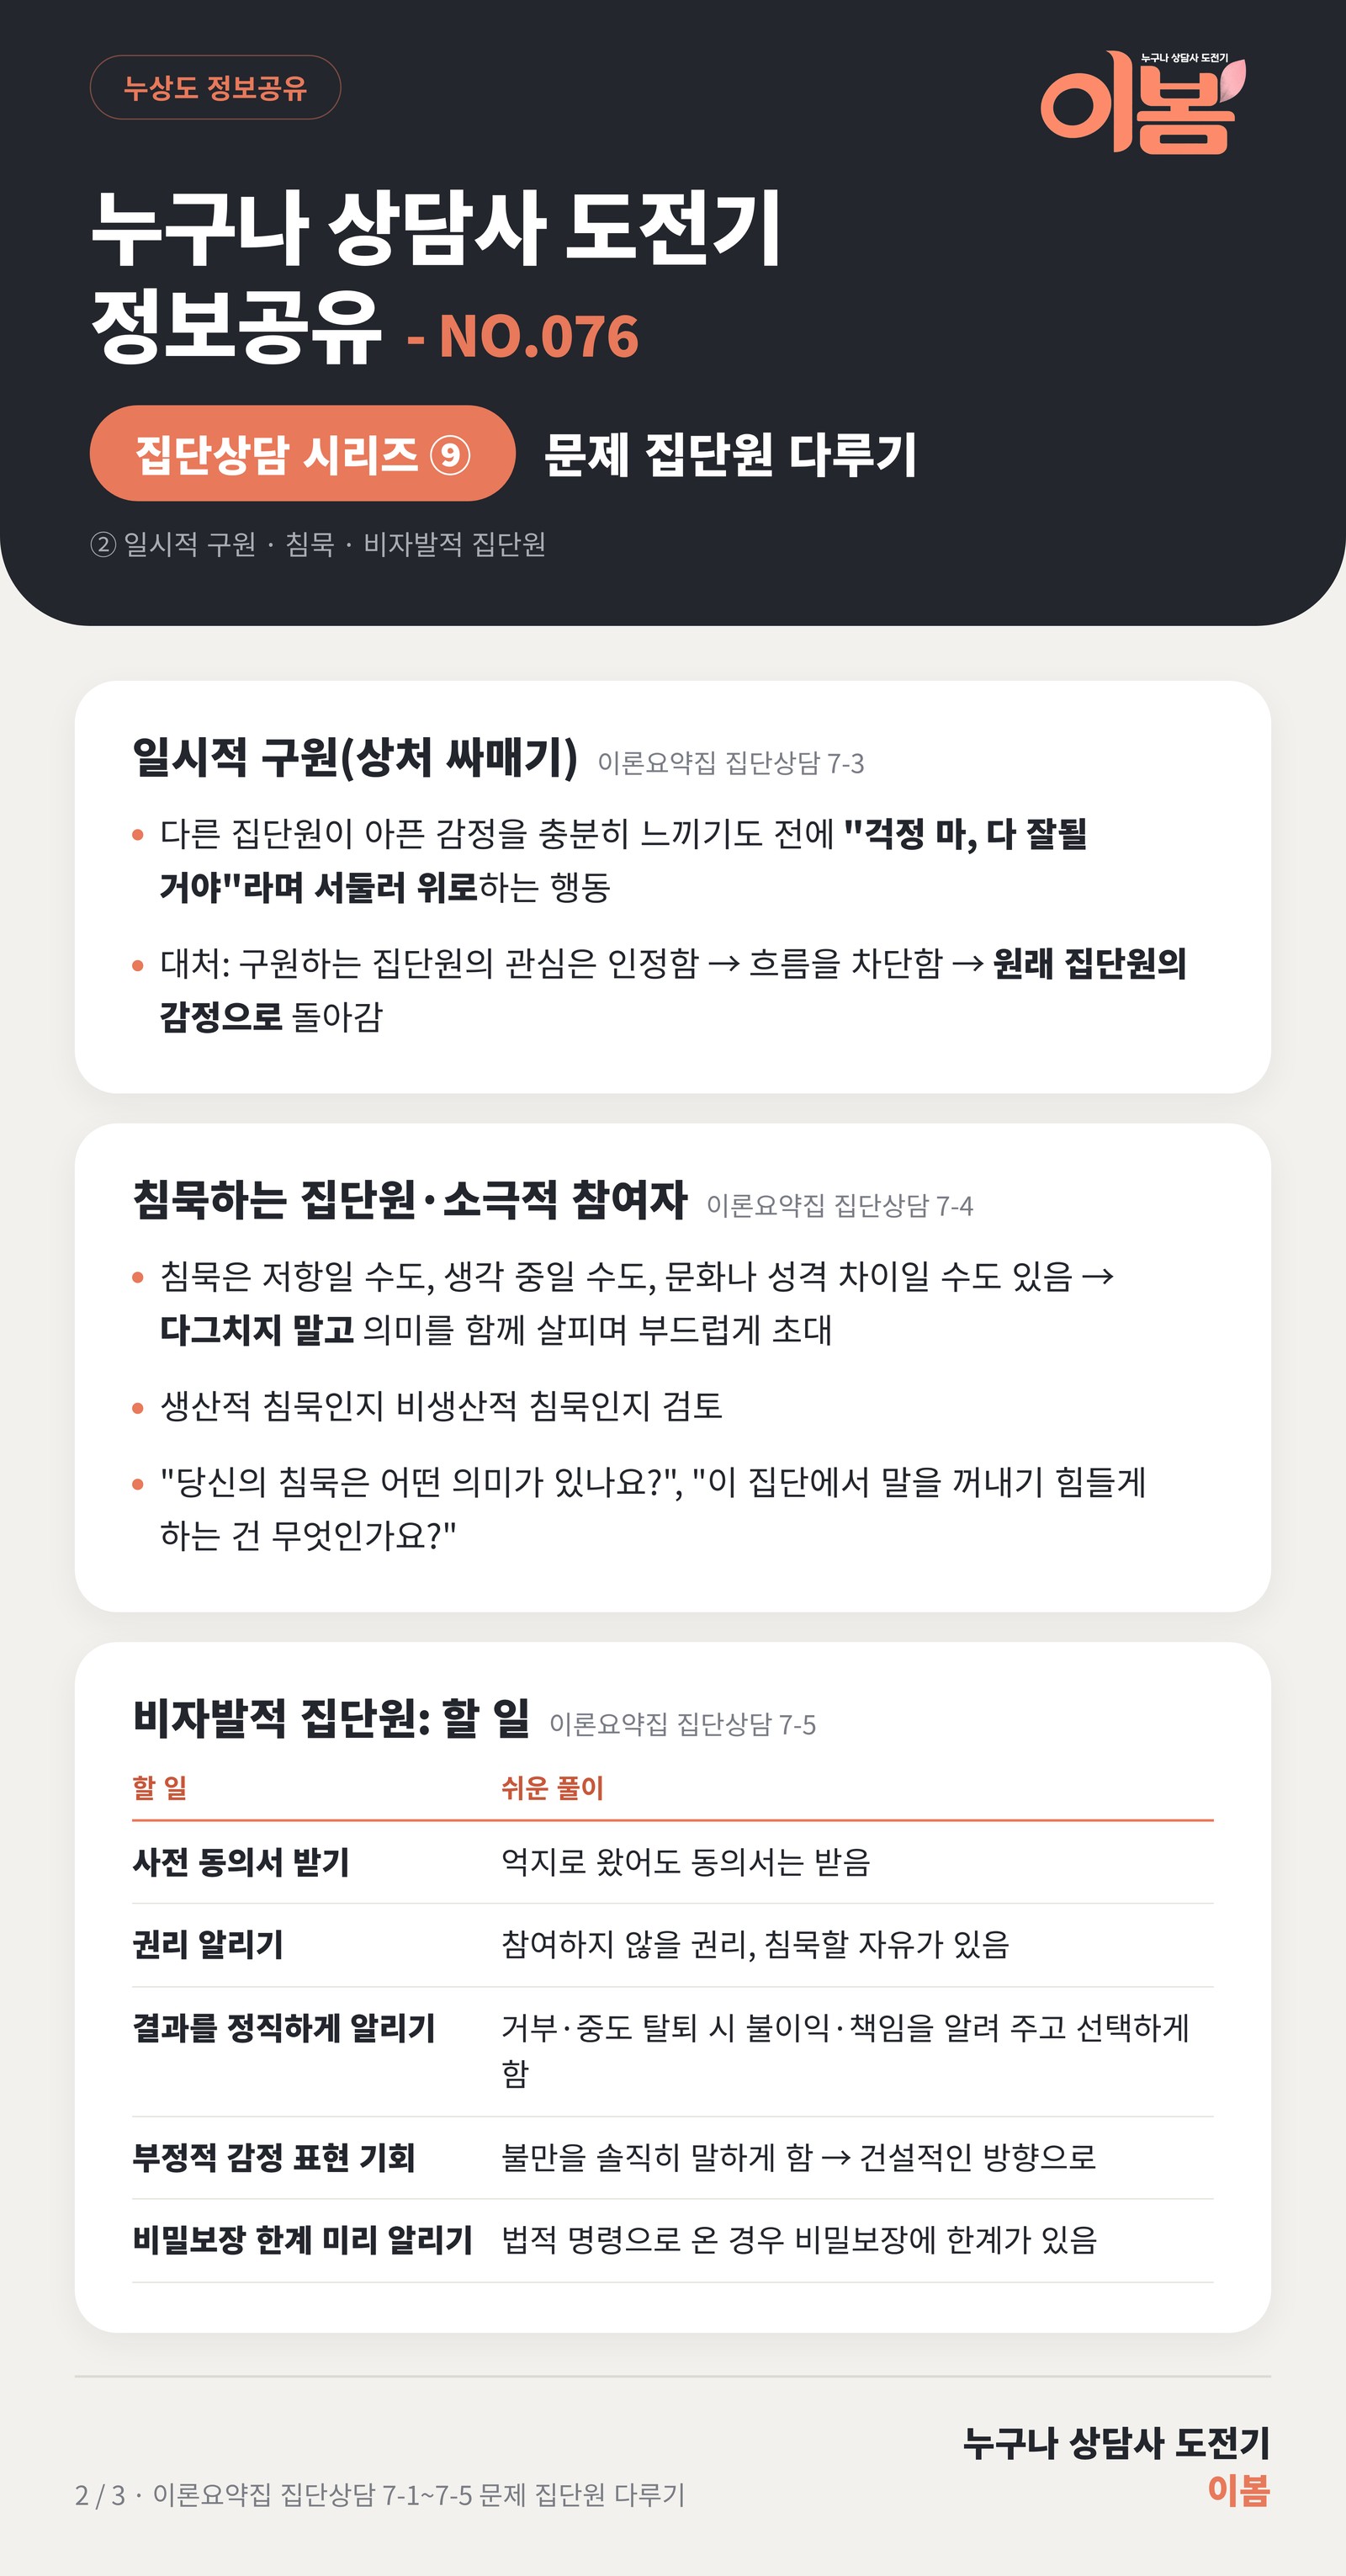 누상도 정보공유
누구나 상담사 도전기
이봄
누구나 상담사 도전기
정보공유 - NO.076
집단상담 시리즈 ⑨ 문제 집단원 다루기
② 일시적 구원 · 침묵 · 비자발적 집단원
일시적 구원(상처 싸매기) 이론요약집 집단상담 7-3
• 다른 집단원이 아픈 감정을 충분히 느끼기도 전에 "걱정 마, 다 잘될
거야"라며 서둘러 위로하는 행동
• 대처: 구원하는 집단원의 관심은 인정함 → 흐름을 차단함 → 원래 집단원의
감정으로 돌아감
침묵하는 집단원·소극적 참여자 이론요약집 집단상담 7-4
• 침묵은 저항일 수도, 생각 중일 수도, 문화나 성격 차이일 수도 있음 →
다그치지 말고 의미를 함께 살피며 부드럽게 초대
• 생산적 침묵인지 비생산적 침묵인지 검토
• "당신의 침묵은 어떤 의미가 있나요?", "이 집단에서 말을 꺼내기 힘들게
하는 건 무엇인가요?"
비자발적 집단원: 할 일 이론요약집 집단상담 7-5
할 일 쉬운 풀이
사전 동의서 받기 억지로 왔어도 동의서는 받음
권리 알리기 참여하지 않을 권리, 침묵할 자유가 있음
결과를 정직하게 알리기 거부·중도 탈퇴 시 불이익·책임을 알려 주고 선택하게
함
부정적 감정 표현 기회 불만을 솔직히 말하게 함 → 건설적인 방향으로
비밀보장 한계 미리 알리기 법적 명령으로 온 경우 비밀보장에 한계가 있음
누구나 상담사 도전기
2 / 3 · 이론요약집 집단상담 7-1~7-5 문제 집단원 다루기
이봄